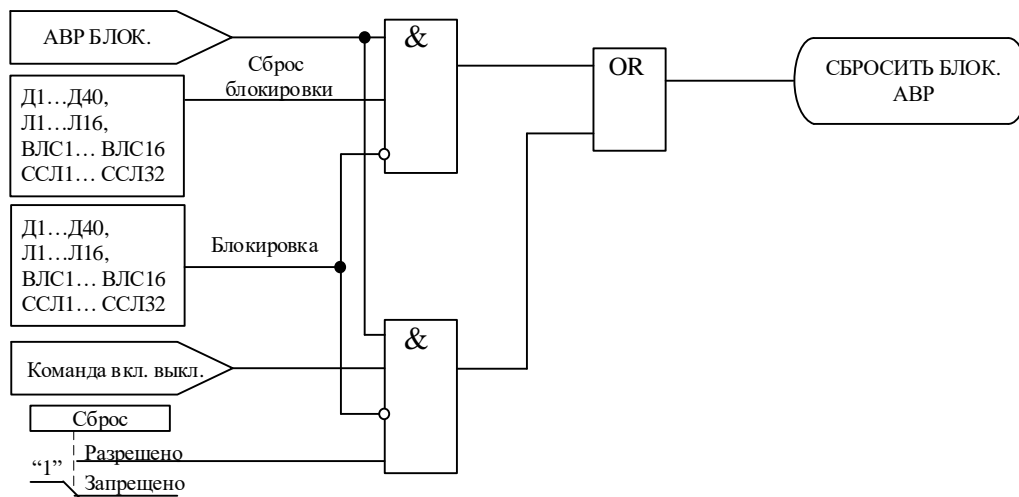 АВР БЛОК.
&
OR
СБРОСИТЬ БЛОК.
АВР
Сброс
блокировки
Д1…Д40,
Л1…Л16,
ВЛС1… ВЛС16
ССЛ1… ССЛ32
Д1…Д40,
Л1…Л16,
ВЛС1… ВЛС16
ССЛ1… ССЛ32
Блокировка
&
Команда вкл. выкл.
Сброс
Разрешено
“1”
Запрещено